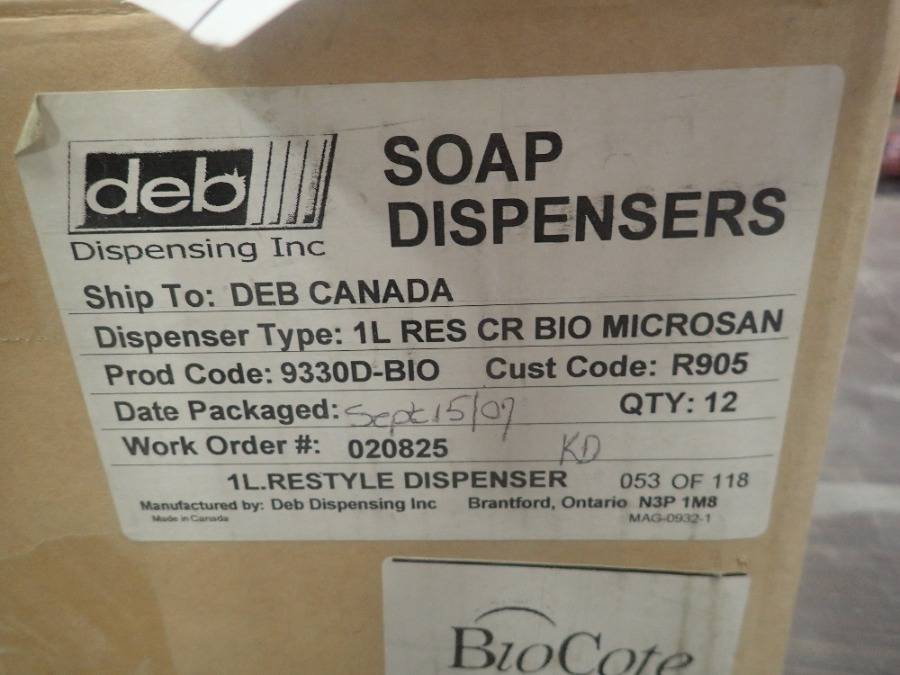 deb
Dispensing Inc
SOAP
DISPENSERS
Ship To: DEB CANADA
Dispenser Type: 1L RES CR BIO MICROSAN
Prod Code: 9330D-BIO Cust Code: R905
Date Packaged: Sept 15/07 QTY: 12
Work Order #: 020825 KD
1L.RESTYLE DISPENSER 053 OF 118
Manufactured by: Deb Dispensing Inc Brantford, Ontario N3P 1M8
Made in Canada MAG-0932-1
BioCote